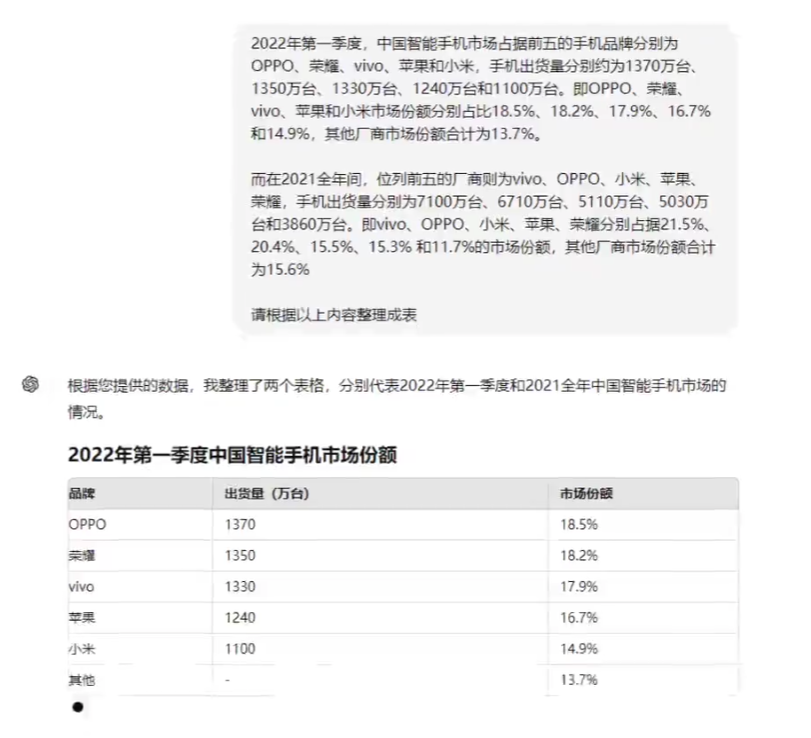 2022年第一季度，中国智能手机市场占据前五的手机品牌分别为
OPPO、荣耀、vivo、苹果和小米，手机出货量分别约为1370万台、
1350万台、1330万台、1240万台和1100万台。即OPPO、荣耀、
vivo、苹果和小米市场份额分别占比18.5%、18.2%、17.9%、16.7%
和14.9%，其他厂商市场份额合计为13.7%。
而在2021全年间，位列前五的厂商则为vivo、OPPO、小米、苹果、
荣耀，手机出货量分别为7100万台、6710万台、5110万台、5030万
台和3860万台。即vivo、OPPO、小米、苹果、荣耀分别占据21.5%、
20.4%、15.5%、15.3% 和11.7%的市场份额，其他厂商市场份额合计
为15.6%
请根据以上内容整理成表
根据您提供的数据，我整理了两个表格，分别代表2022年第一季度和2021全年中国智能手机市场的
情况。
2022年第一季度中国智能手机市场份额
品牌 出货量（万台） 市场份额
OPPO 1370 18.5%
荣耀 1350 18.2%
vivo 1330 17.9%
苹果 1240 16.7%
小米 1100 14.9%
其他 - 13.7%